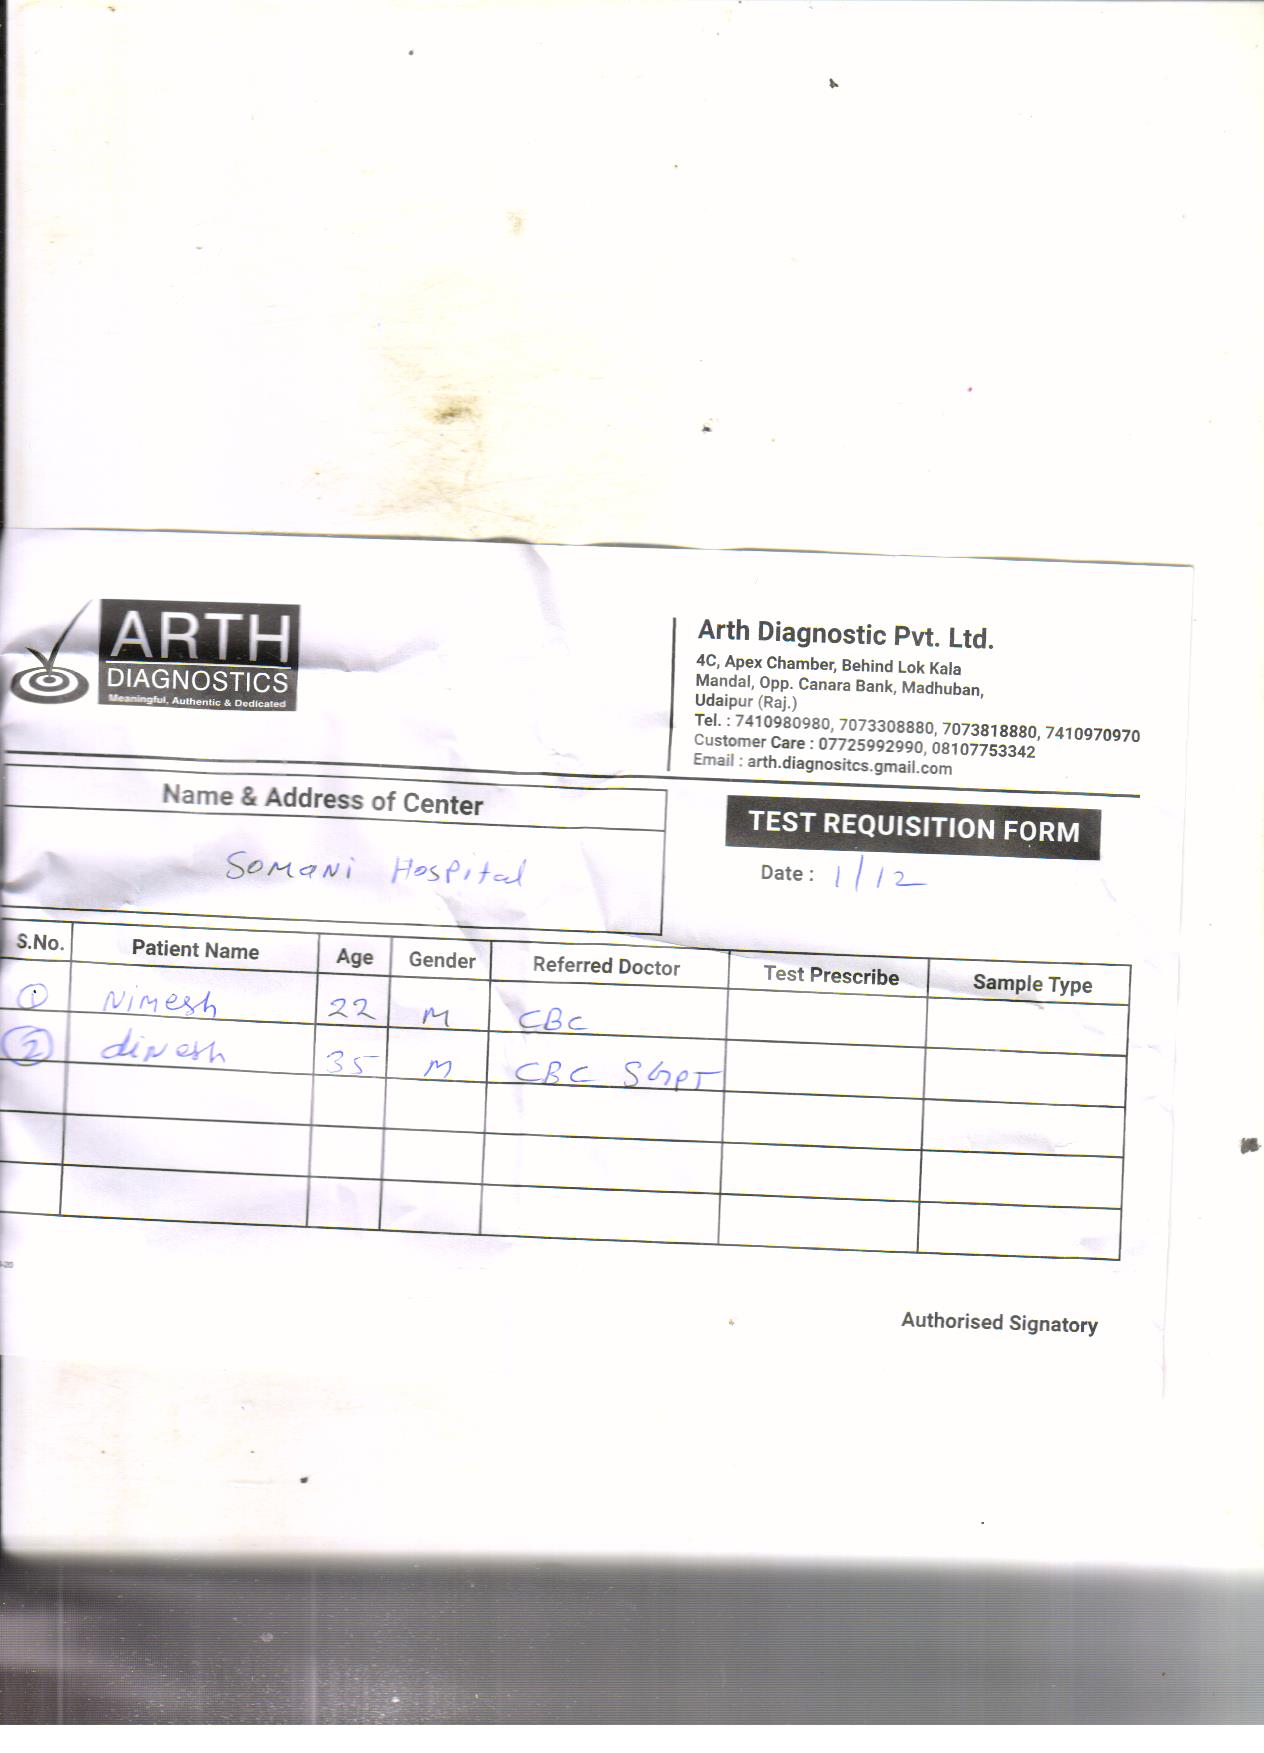 ARTH
DIAGNOSTICS
Meaningful, Authentic & Dedicated
Arth Diagnostic Pvt. Ltd.
4C, Apex Chamber, Behind Lok Kala
Mandal, Opp. Canara Bank, Madhuban,
Udaipur (Raj.)
Tel. : 7410980980, 7073308880, 7073818880, 7410970970
Customer Care : 07725992990, 08107753342
Email : arth.diagnositcs.gmail.com
Name & Address of Center
Somani Hospital
TEST REQUISITION FORM
Date : 1/12
S.No. Patient Name Age Gender Referred Doctor Test Prescribe Sample Type
1 Nimesh 22 M CBC
2 dinesh 35 M CBC SGPT
Authorised Signatory